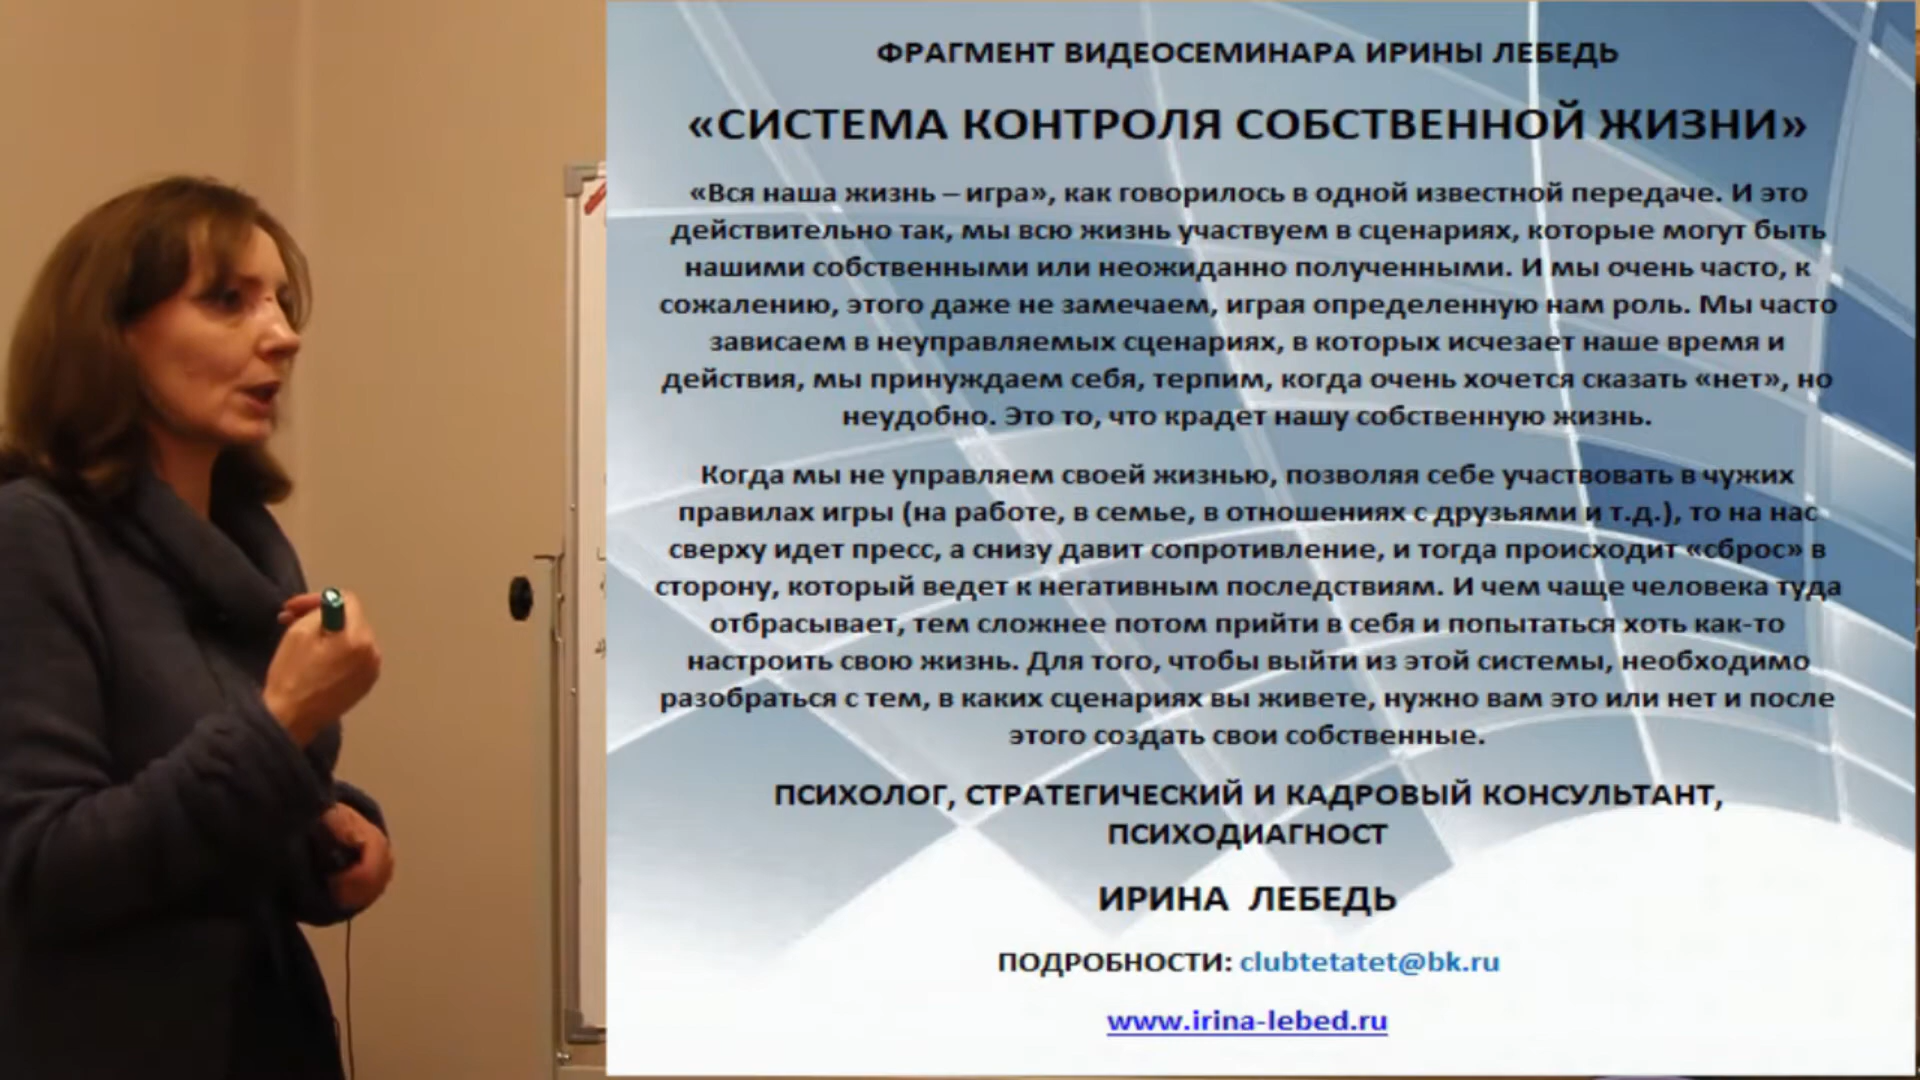 ФРАГМЕНТ ВИДЕОСЕМИНАРА ИРИНЫ ЛЕБЕДЬ
«СИСТЕМА КОНТРОЛЯ СОБСТВЕННОЙ ЖИЗНИ»
«Вся наша жизнь – игра», как говорилось в одной известной передаче. И это
действительно так, мы всю жизнь участвуем в сценариях, которые могут быть
нашими собственными или неожиданно полученными. И мы очень часто, к
сожалению, этого даже не замечаем, играя определенную нам роль. Мы часто
зависаем в неуправляемых сценариях, в которых исчезает наше время и
действия, мы принуждаем себя, терпим, когда очень хочется сказать «нет», но
неудобно. Это то, что крадет нашу собственную жизнь.
Когда мы не управляем своей жизнью, позволяя себе участвовать в чужих
правилах игры (на работе, в семье, в отношениях с друзьями и т.д.), то на нас
сверху идет пресс, а снизу давит сопротивление, и тогда происходит «сброс» в
сторону, который ведет к негативным последствиям. И чем чаще человека туда
отбрасывает, тем сложнее потом прийти в себя и попытаться хоть как-то
настроить свою жизнь. Для того, чтобы выйти из этой системы, необходимо
разобраться с тем, в каких сценариях вы живете, нужно вам это или нет и после
этого создать свои собственные.
ПСИХОЛОГ, СТРАТЕГИЧЕСКИЙ И КАДРОВЫЙ КОНСУЛЬТАНТ,
ПСИХОДИАГНОСТ
ИРИНА ЛЕБЕДЬ
ПОДРОБНОСТИ: clubtetatet@bk.ru
www.irina-lebed.ru